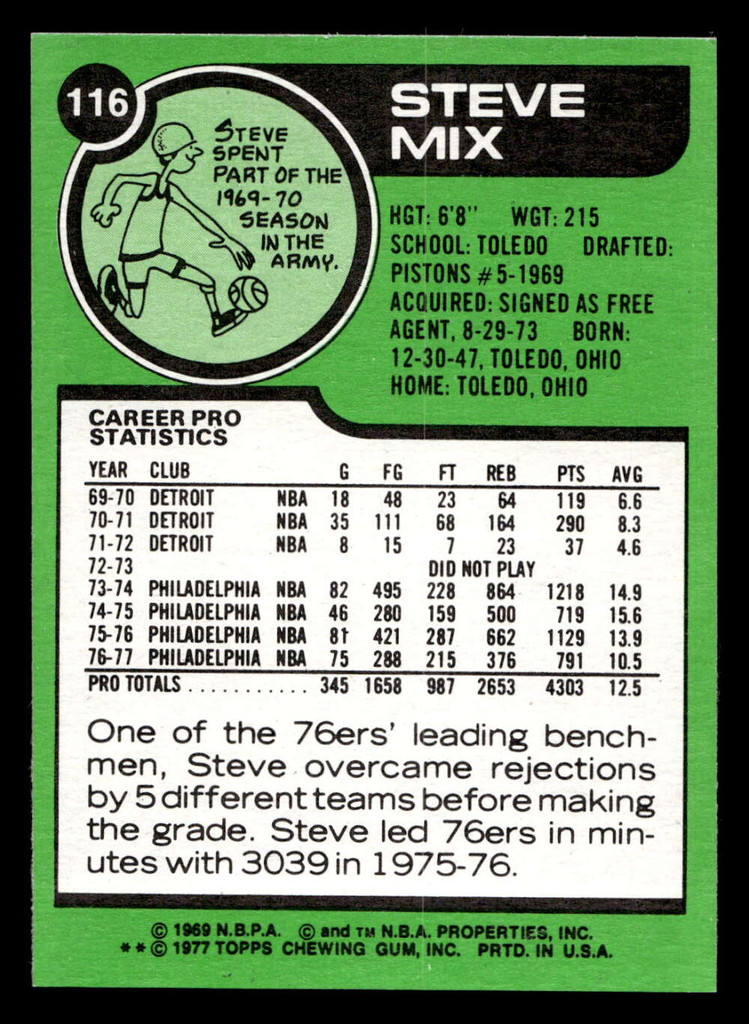 116
STEVE
MIX
STEVE
SPENT
PART OF THE
1969-70
SEASON
IN THE
ARMY.
HGT: 6'8" WGT: 215
SCHOOL: TOLEDO DRAFTED:
PISTONS #5-1969
ACQUIRED: SIGNED AS FREE
AGENT, 8-29-73 BORN:
12-30-47, TOLEDO, OHIO
HOME: TOLEDO, OHIO
CAREER PRO
STATISTICS
YEAR CLUB G FG FT REB PTS AVG
69-70 DETROIT NBA 18 48 23 64 119 6.6
70-71 DETROIT NBA 35 111 68 164 290 8.3
71-72 DETROIT NBA 8 15 7 23 37 4.6
72-73 DID NOT PLAY
73-74 PHILADELPHIA NBA 82 495 228 864 1218 14.9
74-75 PHILADELPHIA NBA 46 280 159 500 719 15.6
75-76 PHILADELPHIA NBA 81 421 287 662 1129 13.9
76-77 PHILADELPHIA NBA 75 288 215 376 791 10.5
PRO TOTALS ........... 345 1658 987 2653 4303 12.5
One of the 76ers' leading bench-
men, Steve overcame rejections
by 5 different teams before making
the grade. Steve led 76ers in min-
utes with 3039 in 1975-76.
© 1969 N.B.P.A. © and TM N.B.A. PROPERTIES, INC.
**© 1977 TOPPS CHEWING GUM, INC. PRTD. IN U.S.A.